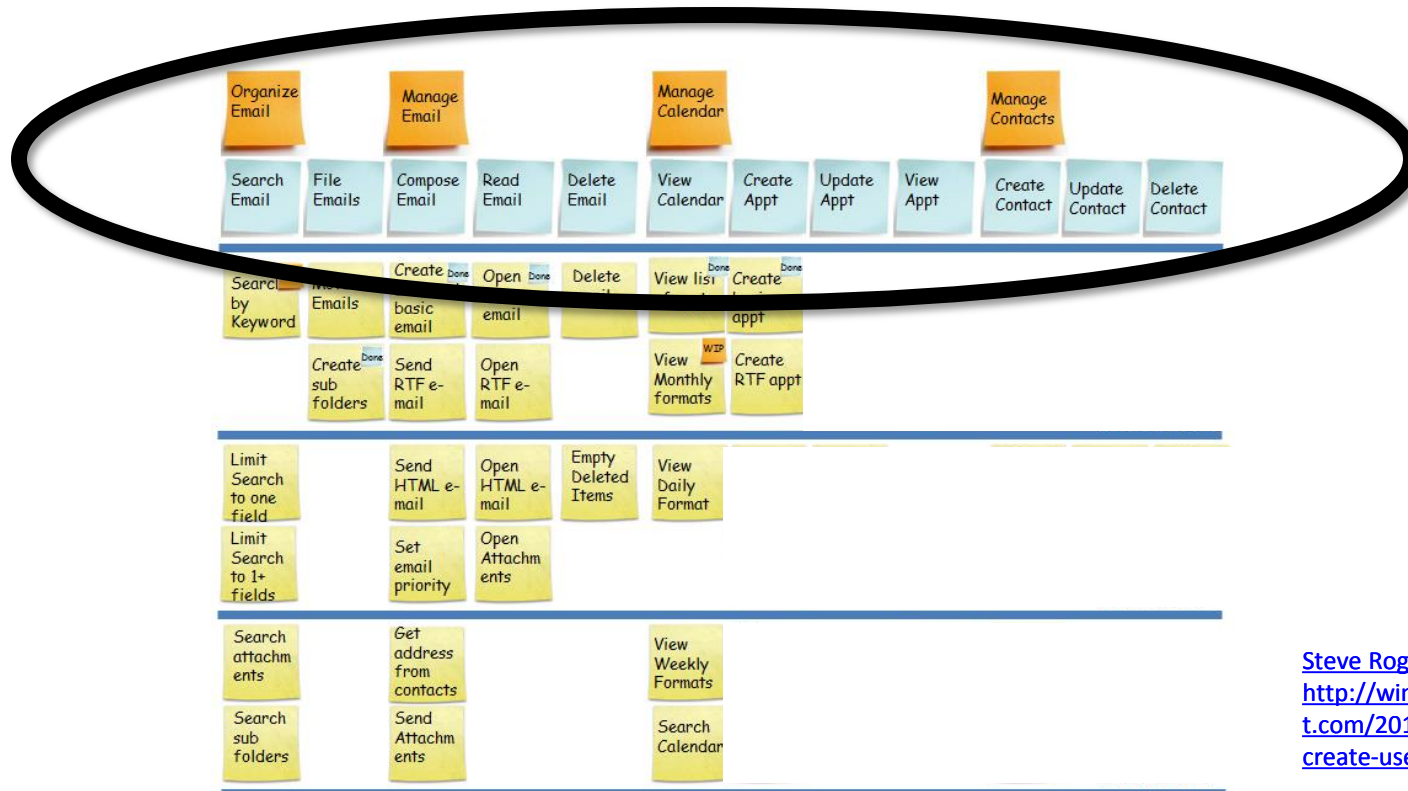 Organize
Email
Manage
Email
Manage
Calendar
Manage
Contacts
Search
Email
File
Emails
Compose
Email
Read
Email
Delete
Email
View
Calendar
Create
Appt
Update
Appt
View
Appt
Create
Contact
Update
Contact
Delete
Contact
Search
by
Keyword
Emails
Create Done
basic
email
Open Done
email
Delete
View list Done
Create Done
appt
Create Done
sub
folders
Send
RTF e-
mail
Open
RTF e-
mail
View WIP
Monthly
formats
Create
RTF appt
Limit
Search
to one
field
Send
HTML e-
mail
Open
HTML e-
mail
Empty
Deleted
Items
View
Daily
Format
Limit
Search
to 1+
fields
Set
email
priority
Open
Attachm
ents
Search
attachm
ents
Get
address
from
contacts
View
Weekly
Formats
Search
sub
folders
Send
Attachm
ents
Search
Calendar
Steve Rog
http://wir
t.com/201
create-use